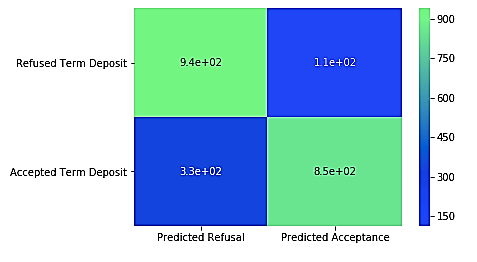 Refused Term Deposit
9.4e+02
1.1e+02
Accepted Term Deposit
3.3e+02
8.5e+02
Predicted Refusal
Predicted Acceptance
900
750
600
450
300
150